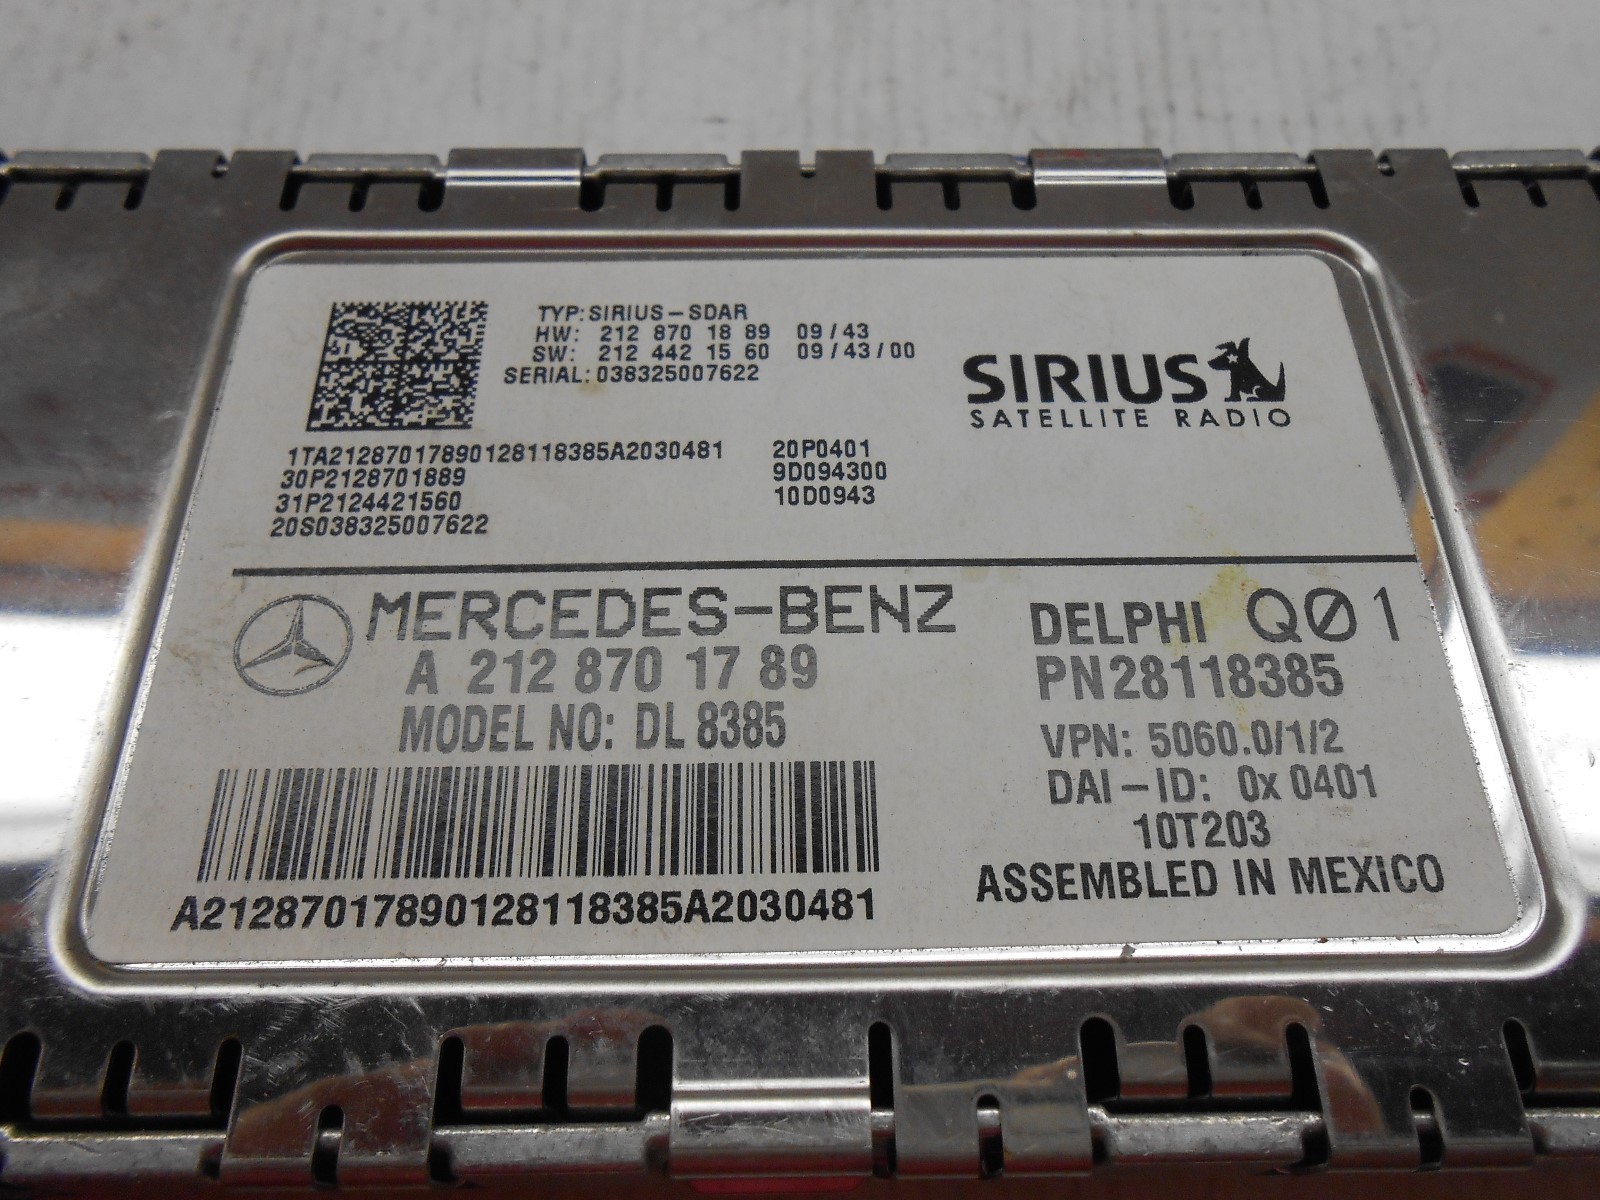 TYP: SIRIUS-SDAR
HW: 212 870 18 89 09/43
SW: 212 442 15 60 09/43/00
SERIAL: 038325007622
SIRIUS
SATELLITE RADIO
1TA21287017890128118385A2030481 20P0401
30P2128701889 9D094300
31P2124421560 10D0943
20S038325007622
MERCEDES-BENZ
A 212 870 17 89
MODEL NO: DL 8385
A21287017890128118385A2030481
DELPHI Q01
PN28118385
VPN: 5060.0/1/2
DAI-ID: 0x 0401
10T203
ASSEMBLED IN MEXICO